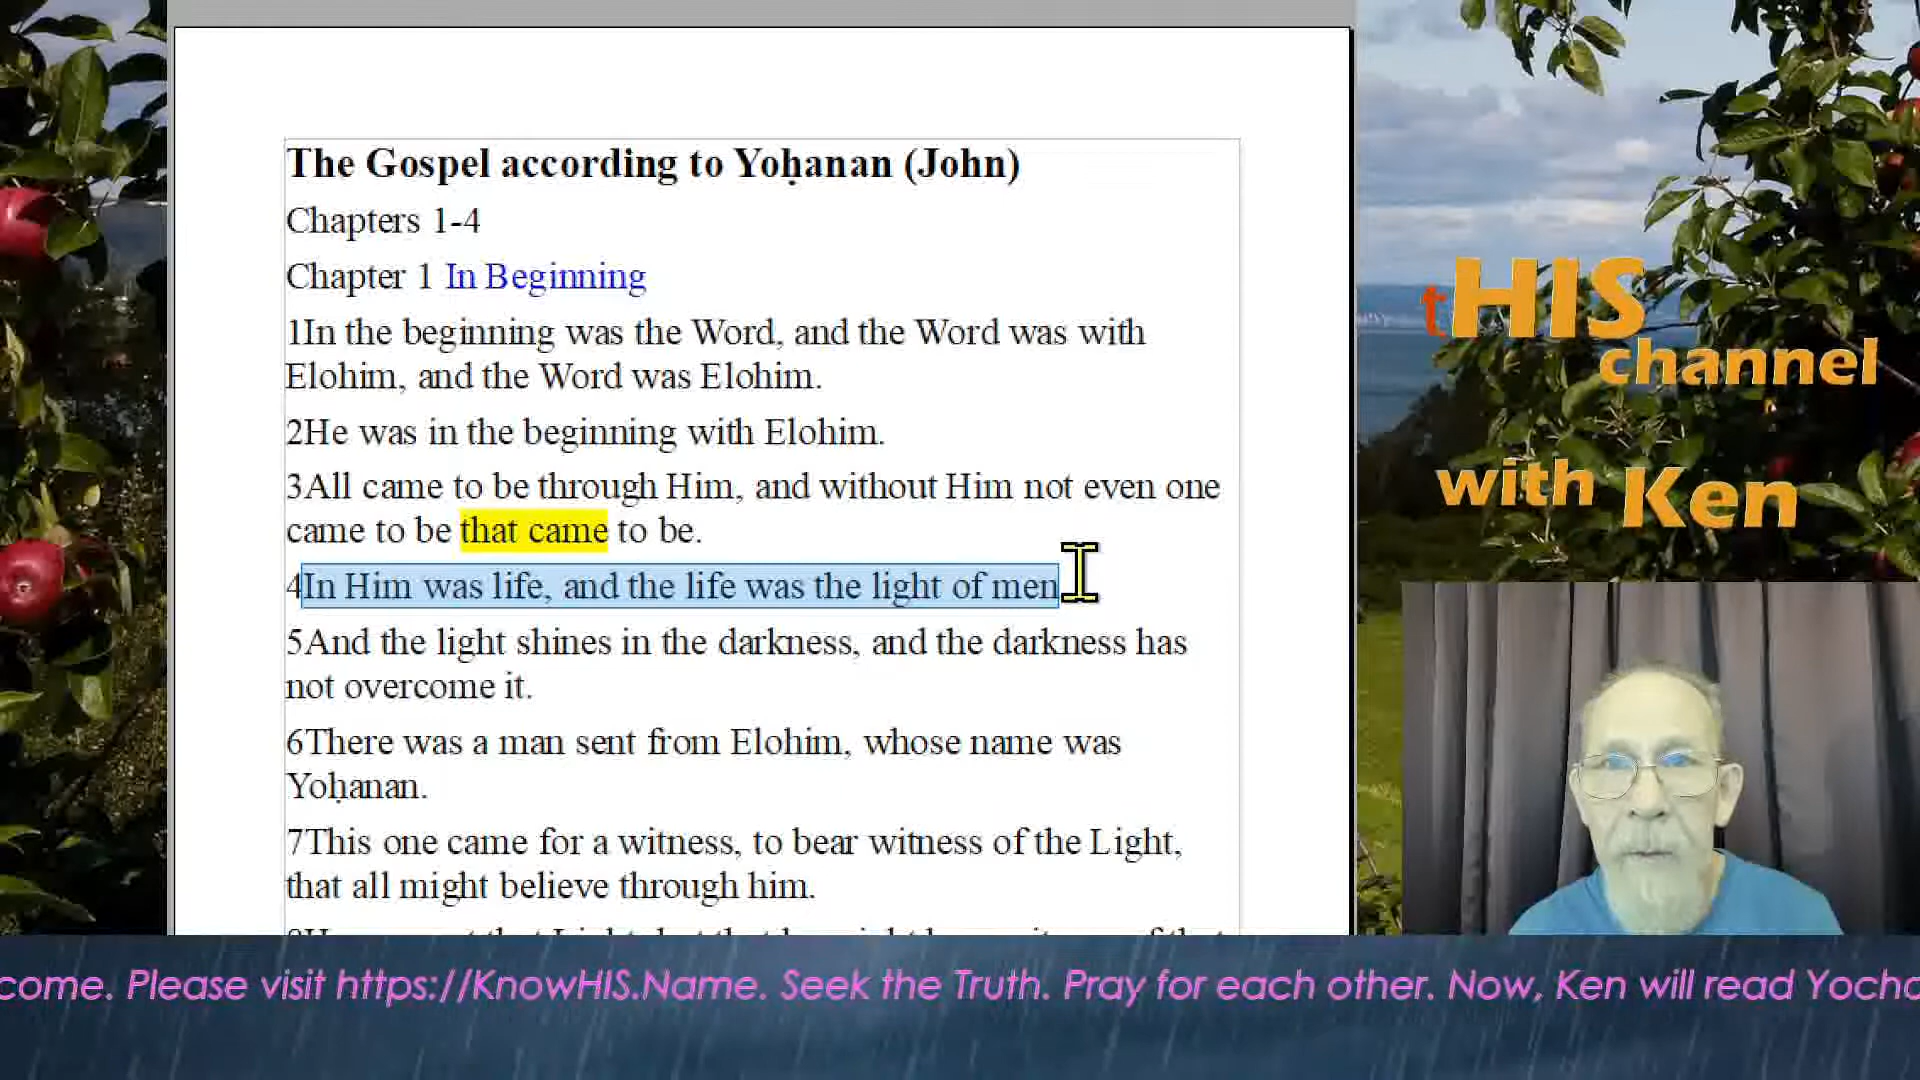 The Gospel according to Yoḥanan (John)
Chapters 1-4
Chapter 1 In Beginning
1In the beginning was the Word, and the Word was with
Elohim, and the Word was Elohim.
2He was in the beginning with Elohim.
3All came to be through Him, and without Him not even one
came to be that came to be.
4In Him was life, and the life was the light of men
5And the light shines in the darkness, and the darkness has
not overcome it.
6There was a man sent from Elohim, whose name was
Yoḥanan.
7This one came for a witness, to bear witness of the Light,
that all might believe through him.
tHIS
channel
with Ken
come. Please visit https://KnowHIS.Name. Seek the Truth. Pray for each other. Now, Ken will read